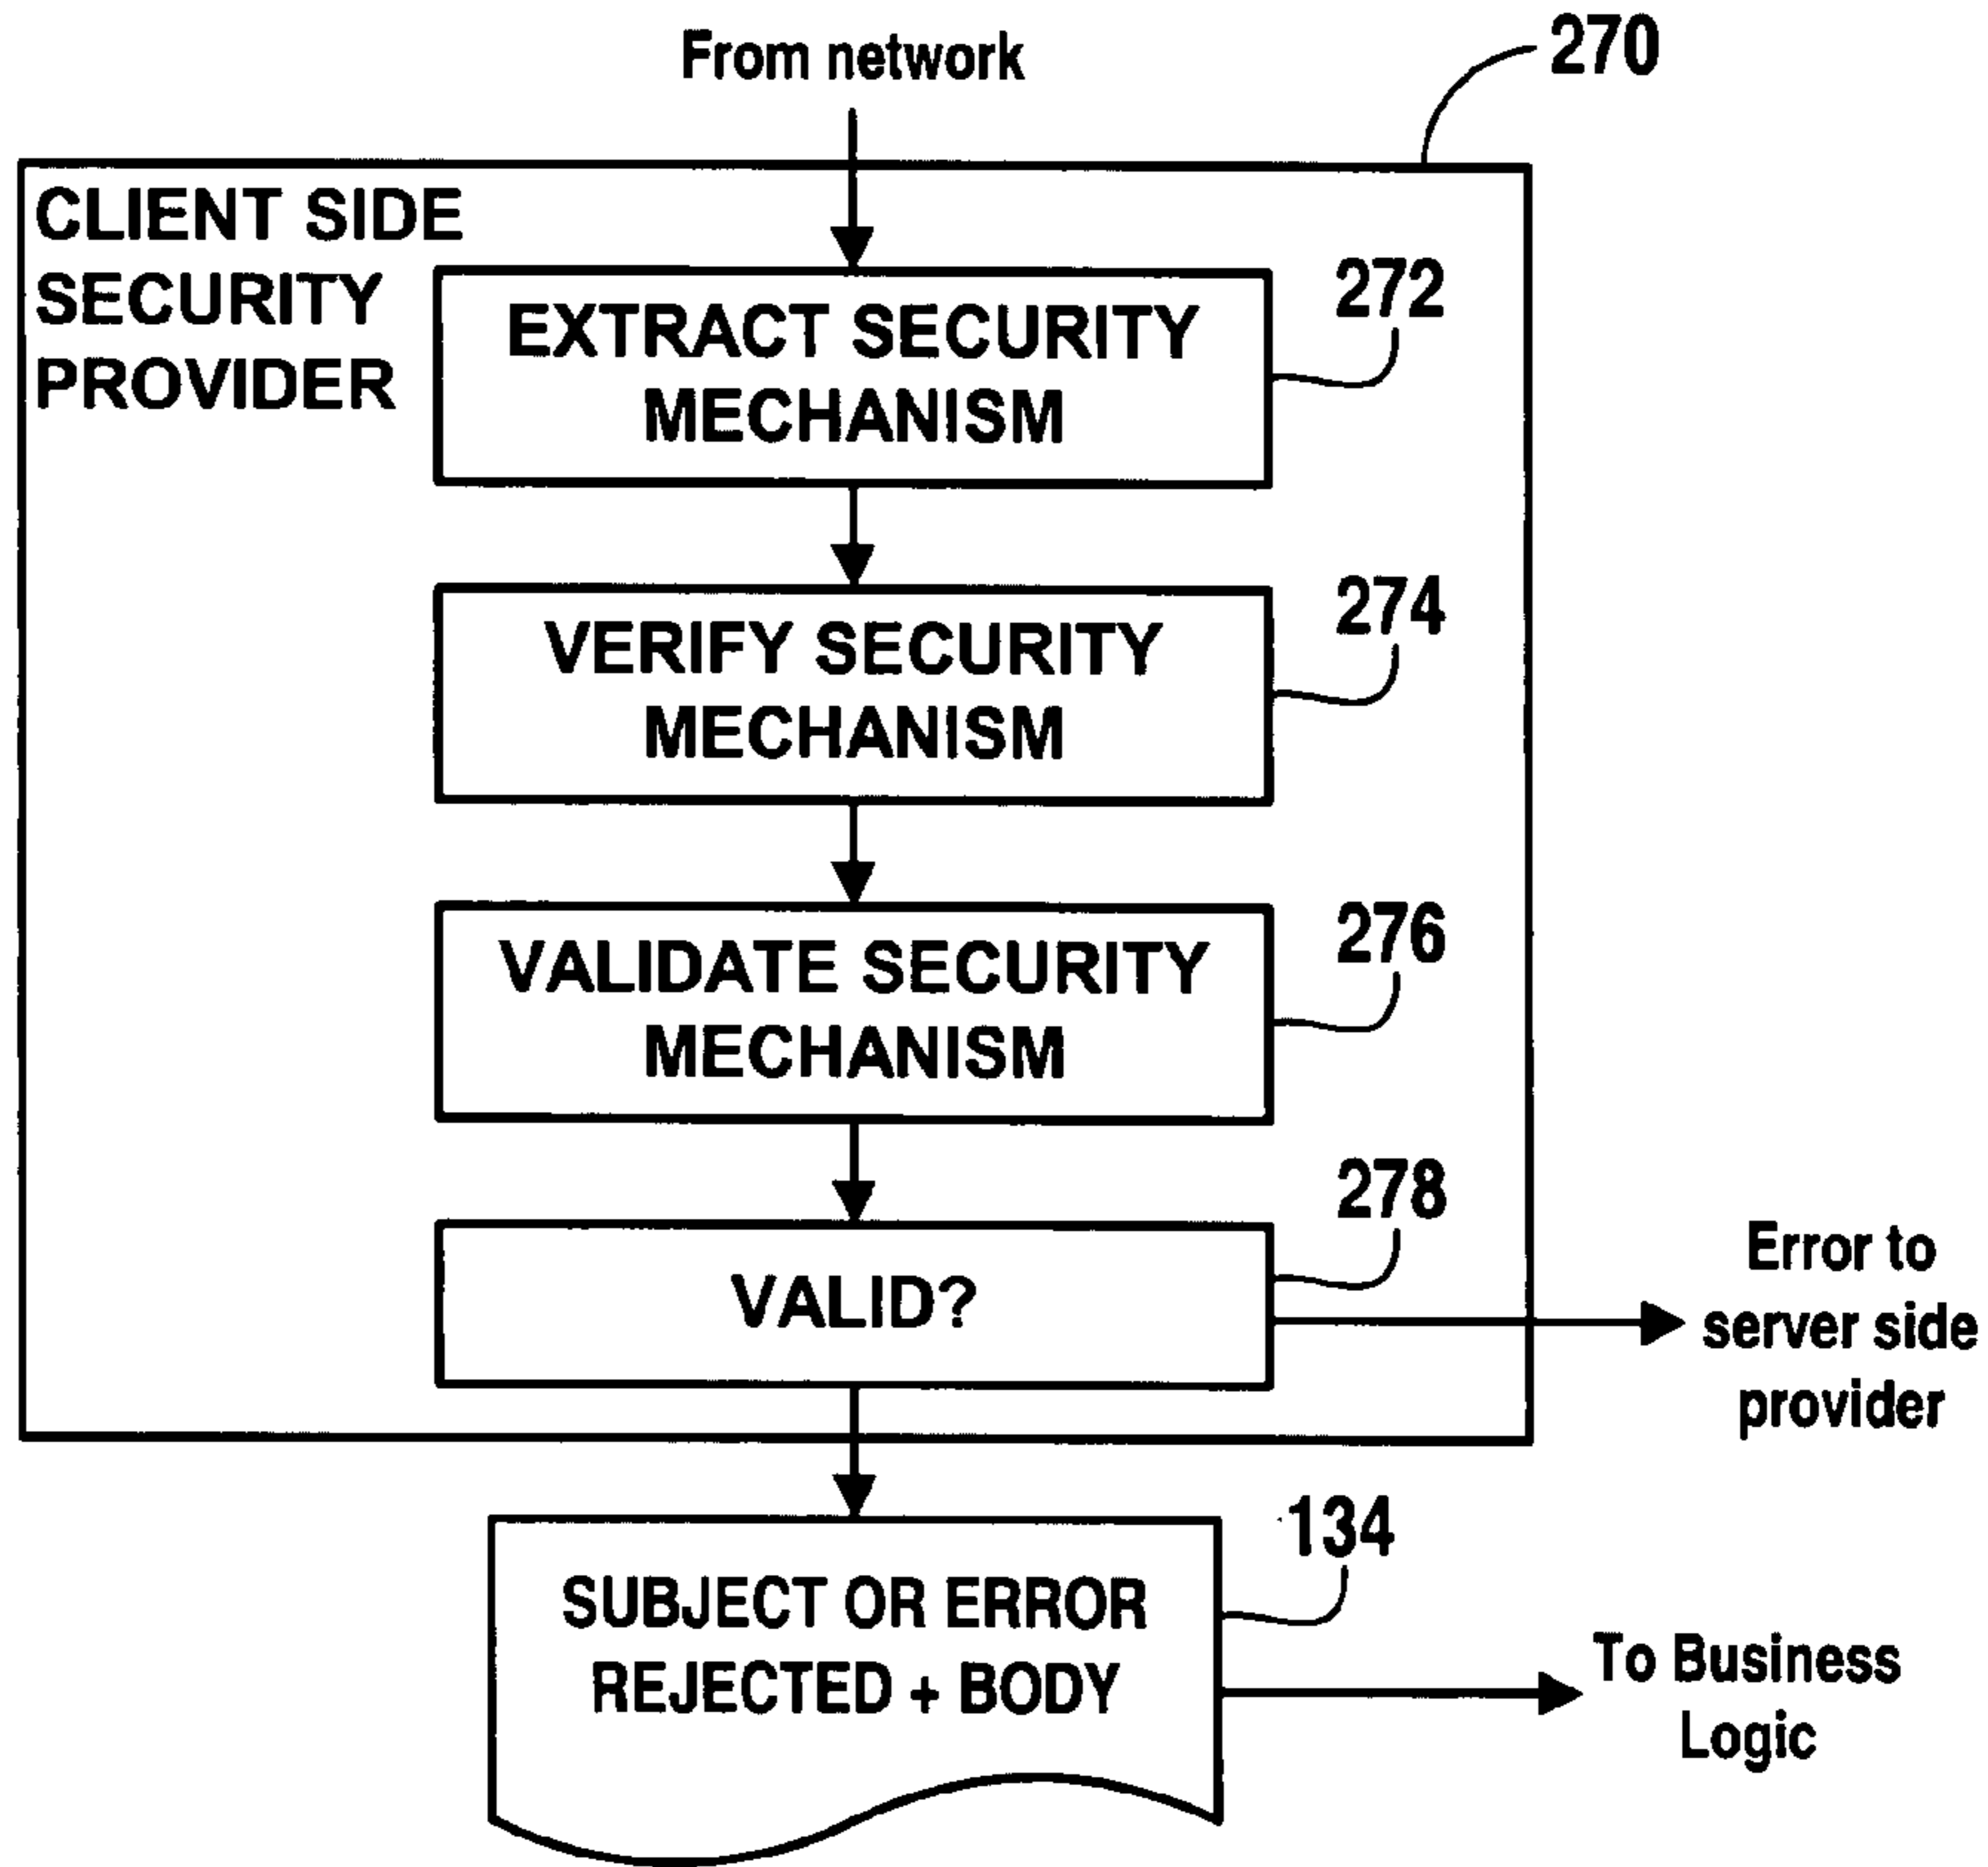 From network
270
CLIENT SIDE
SECURITY
PROVIDER
EXTRACT SECURITY
MECHANISM
272
VERIFY SECURITY
MECHANISM
274
VALIDATE SECURITY
MECHANISM
276
VALID?
278
Error to
server side
provider
SUBJECT OR ERROR
REJECTED + BODY
134
To Business
Logic